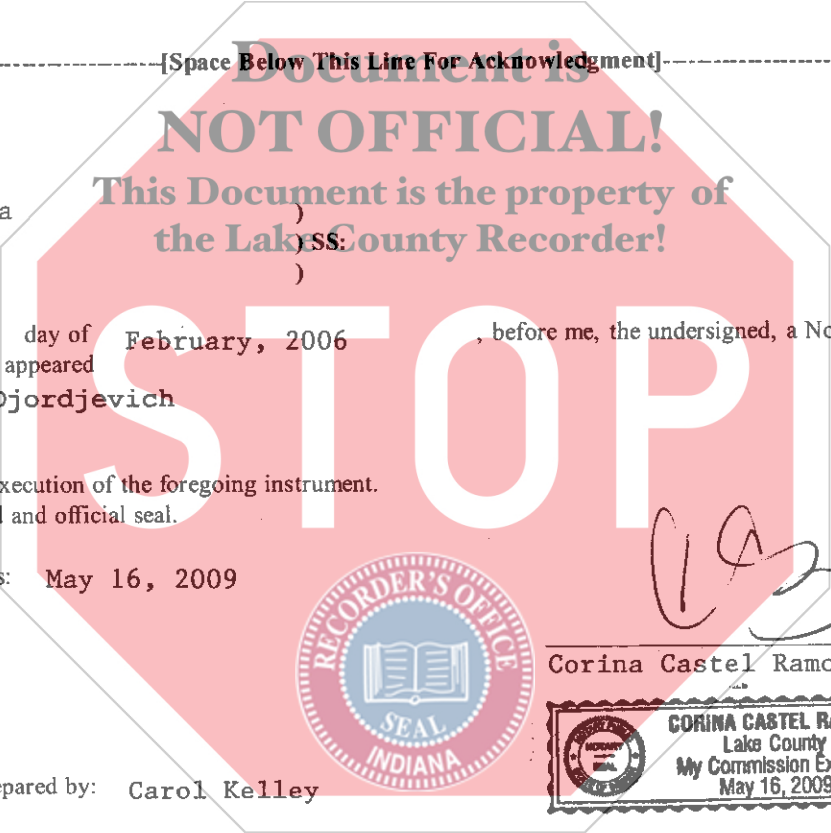 [Space Below This Line For Acknowledgment]
Document is
NOT OFFICIAL!
This Document is the property of
the Lake County Recorder!
a )
) SS:
)
STOP
day of February, 2006 , before me, the undersigned, a No
appeared
Djordjevich
xecution of the foregoing instrument.
d and official seal.
s: May 16, 2009
RECORDER'S OFFICE
SEAL
INDIANA
Corina Castel Ramo
CORINA CASTEL RA
Lake County
My Commission Ex
May 16, 2009
NOTARY
epared by: Carol Kelley